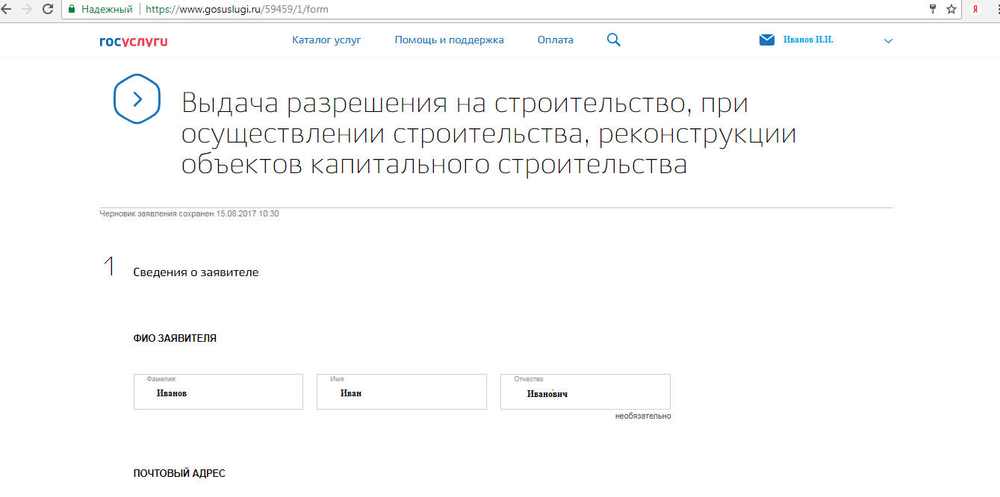 Надежный https://www.gosuslugi.ru/59459/1/form Я
госуслуги Каталог услуг Помощь и поддержка Оплата Иванов И.И.
Выдача разрешения на строительство, при
осуществлении строительства, реконструкции
объектов капитального строительства
Черновик заявления сохранен 15.08.2017 10:30
1 Сведения о заявителе
ФИО ЗАЯВИТЕЛЯ
Фамилия Имя Отчество
Иванов Иван Иванович
необязательно
ПОЧТОВЫЙ АДРЕС